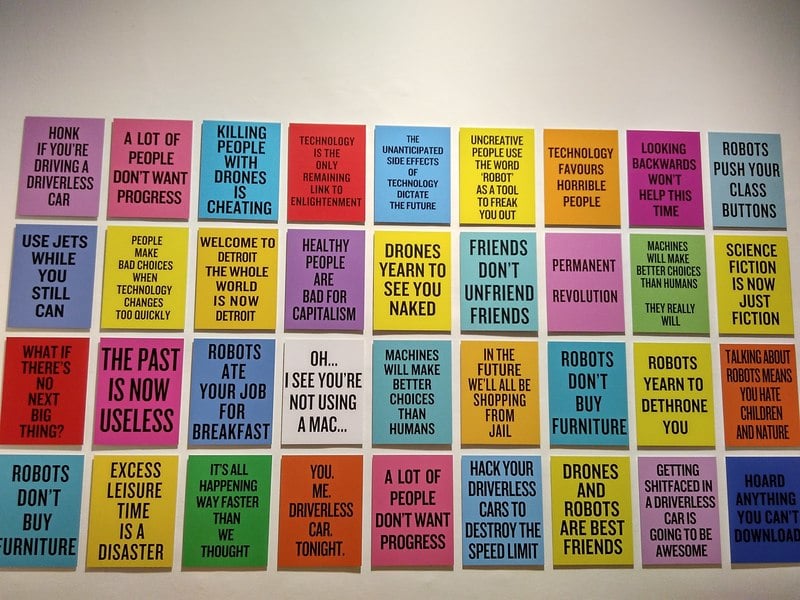 HONK
IF YOU'RE
DRIVING A
DRIVERLESS
CAR
A LOT OF
PEOPLE
DON'T WANT
PROGRESS
KILLING
PEOPLE
WITH
DRONES
IS
CHEATING
TECHNOLOGY
IS THE
ONLY
REMAINING
LINK TO
ENLIGHTENMENT
THE
UNANTICIPATED
SIDE EFFECTS
OF
TECHNOLOGY
DICTATE
THE FUTURE
UNCREATIVE
PEOPLE USE
THE WORD
'ROBOT'
AS A TOOL
TO FREAK
YOU OUT
TECHNOLOGY
FAVOURS
HORRIBLE
PEOPLE
LOOKING
BACKWARDS
WON'T
HELP THIS
TIME
ROBOTS
PUSH YOUR
CLASS
BUTTONS
USE JETS
WHILE
YOU
STILL
CAN
PEOPLE
MAKE
BAD CHOICES
WHEN
TECHNOLOGY
CHANGES
TOO QUICKLY
WELCOME TO
DETROIT
THE WHOLE
WORLD
IS NOW
DETROIT
HEALTHY
PEOPLE
ARE
BAD FOR
CAPITALISM
DRONES
YEARN TO
SEE YOU
NAKED
FRIENDS
DON'T
UNFRIEND
FRIENDS
PERMANENT
REVOLUTION
MACHINES
WILL MAKE
BETTER CHOICES
THAN HUMANS
THEY REALLY
WILL
SCIENCE
FICTION
IS NOW
JUST
FICTION
WHAT IF
THERE'S
NO
NEXT
BIG
THING?
THE PAST
IS NOW
USELESS
ROBOTS
ATE
YOUR JOB
FOR
BREAKFAST
OH...
I SEE YOU'RE
NOT USING
A MAC...
MACHINES
WILL MAKE
BETTER
CHOICES
THAN
HUMANS
IN THE
FUTURE
WE'LL ALL BE
SHOPPING
FROM
JAIL
ROBOTS
DON'T
BUY
FURNITURE
ROBOTS
YEARN TO
DETHRONE
YOU
TALKING ABOUT
ROBOTS MEANS
YOU HATE
CHILDREN
AND NATURE
ROBOTS
DON'T
BUY
FURNITURE
EXCESS
LEISURE
TIME
IS A
DISASTER
IT'S ALL
HAPPENING
WAY FASTER
THAN
WE
THOUGHT
YOU.
ME.
DRIVERLESS
CAR.
TONIGHT.
A LOT OF
PEOPLE
DON'T WANT
PROGRESS
HACK YOUR
DRIVERLESS
CARS TO
DESTROY THE
SPEED LIMIT
DRONES
AND
ROBOTS
ARE BEST
FRIENDS
GETTING
SHITFACED IN
A DRIVERLESS
CAR IS
GOING TO BE
AWESOME
HOARD
ANYTHING
YOU CAN'T
DOWNLOAD